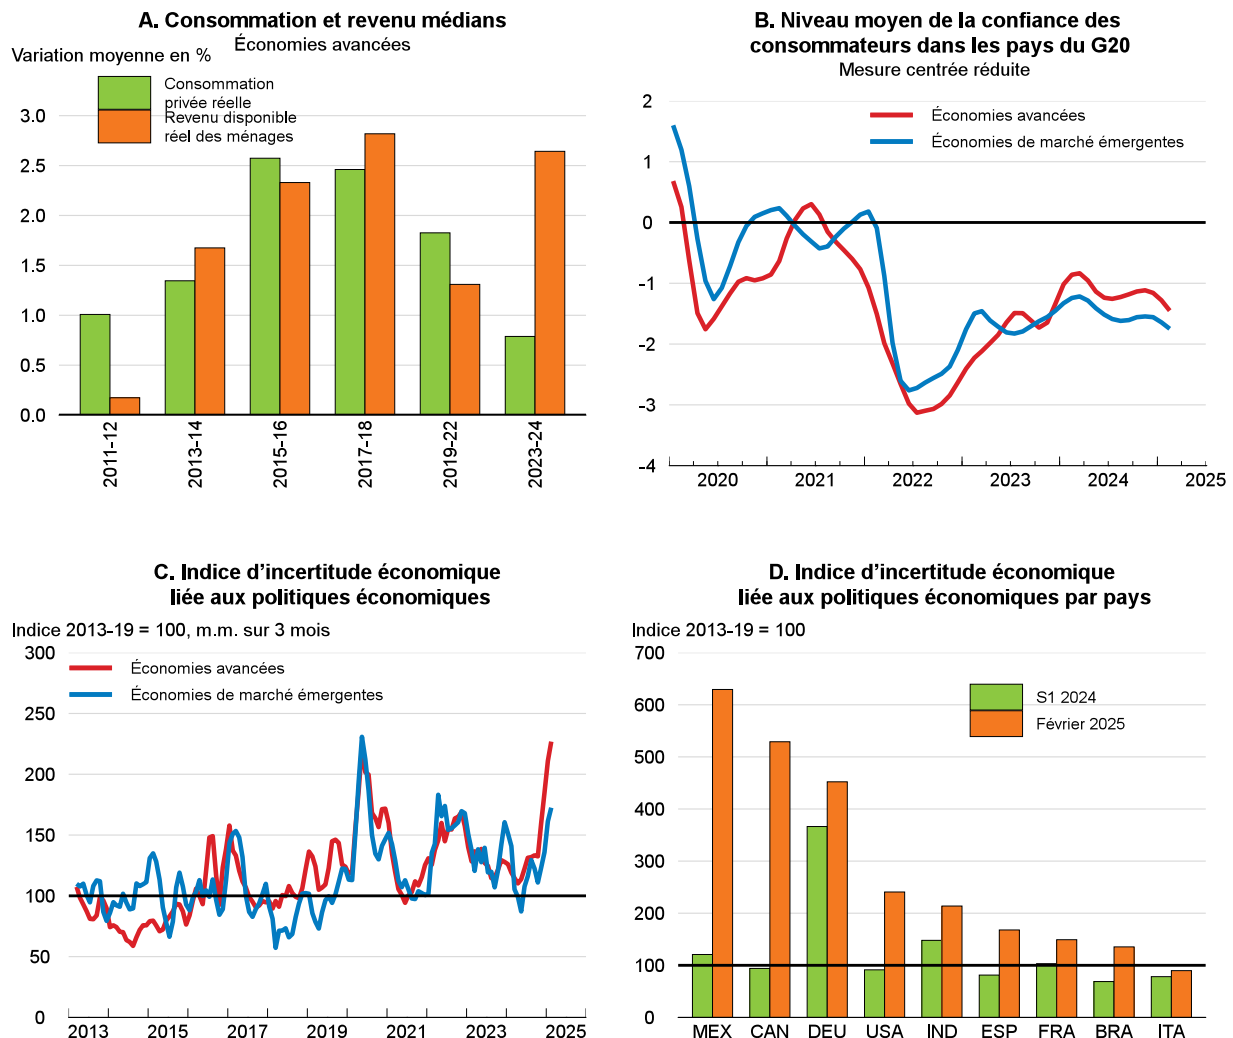 A. Consommation et revenu médians
Économies avancées
Variation moyenne en %
Consommation
privée réelle
Revenu disponible
réel des ménages
3.0
2.5
2.0
1.5
1.0
0.5
0.0
2011-12
2013-14
2015-16
2017-18
2019-22
2023-24
B. Niveau moyen de la confiance des
consommateurs dans les pays du G20
Mesure centrée réduite
Économies avancées
Économies de marché émergentes
2
1
0
-1
-2
-3
-4
2020
2021
2022
2023
2024
2025
C. Indice d'incertitude économique
liée aux politiques économiques
Indice 2013-19 = 100, m.m. sur 3 mois
Économies avancées
Économies de marché émergentes
300
250
200
150
100
50
0
2013
2015
2017
2019
2021
2023
2025
D. Indice d'incertitude économique
liée aux politiques économiques par pays
Indice 2013-19 = 100
S1 2024
Février 2025
700
600
500
400
300
200
100
0
MEX
CAN
DEU
USA
IND
ESP
FRA
BRA
ITA